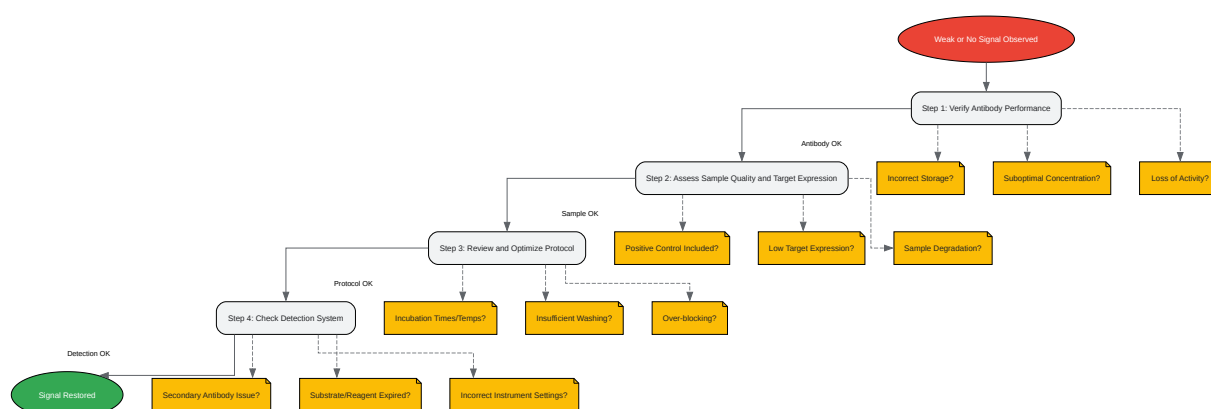 Weak or No Signal Observed
Step 1: Verify Antibody Performance
Antibody OK
Step 2: Assess Sample Quality and Target Expression
Incorrect Storage?
Suboptimal Concentration?
Loss of Activity?
Sample OK
Step 3: Review and Optimize Protocol
Positive Control Included?
Low Target Expression?
Sample Degradation?
Protocol OK
Step 4: Check Detection System
Incubation Times/Temps?
Insufficient Washing?
Over-blocking?
Detection OK
Signal Restored
Secondary Antibody Issue?
Substrate/Reagent Expired?
Incorrect Instrument Settings?